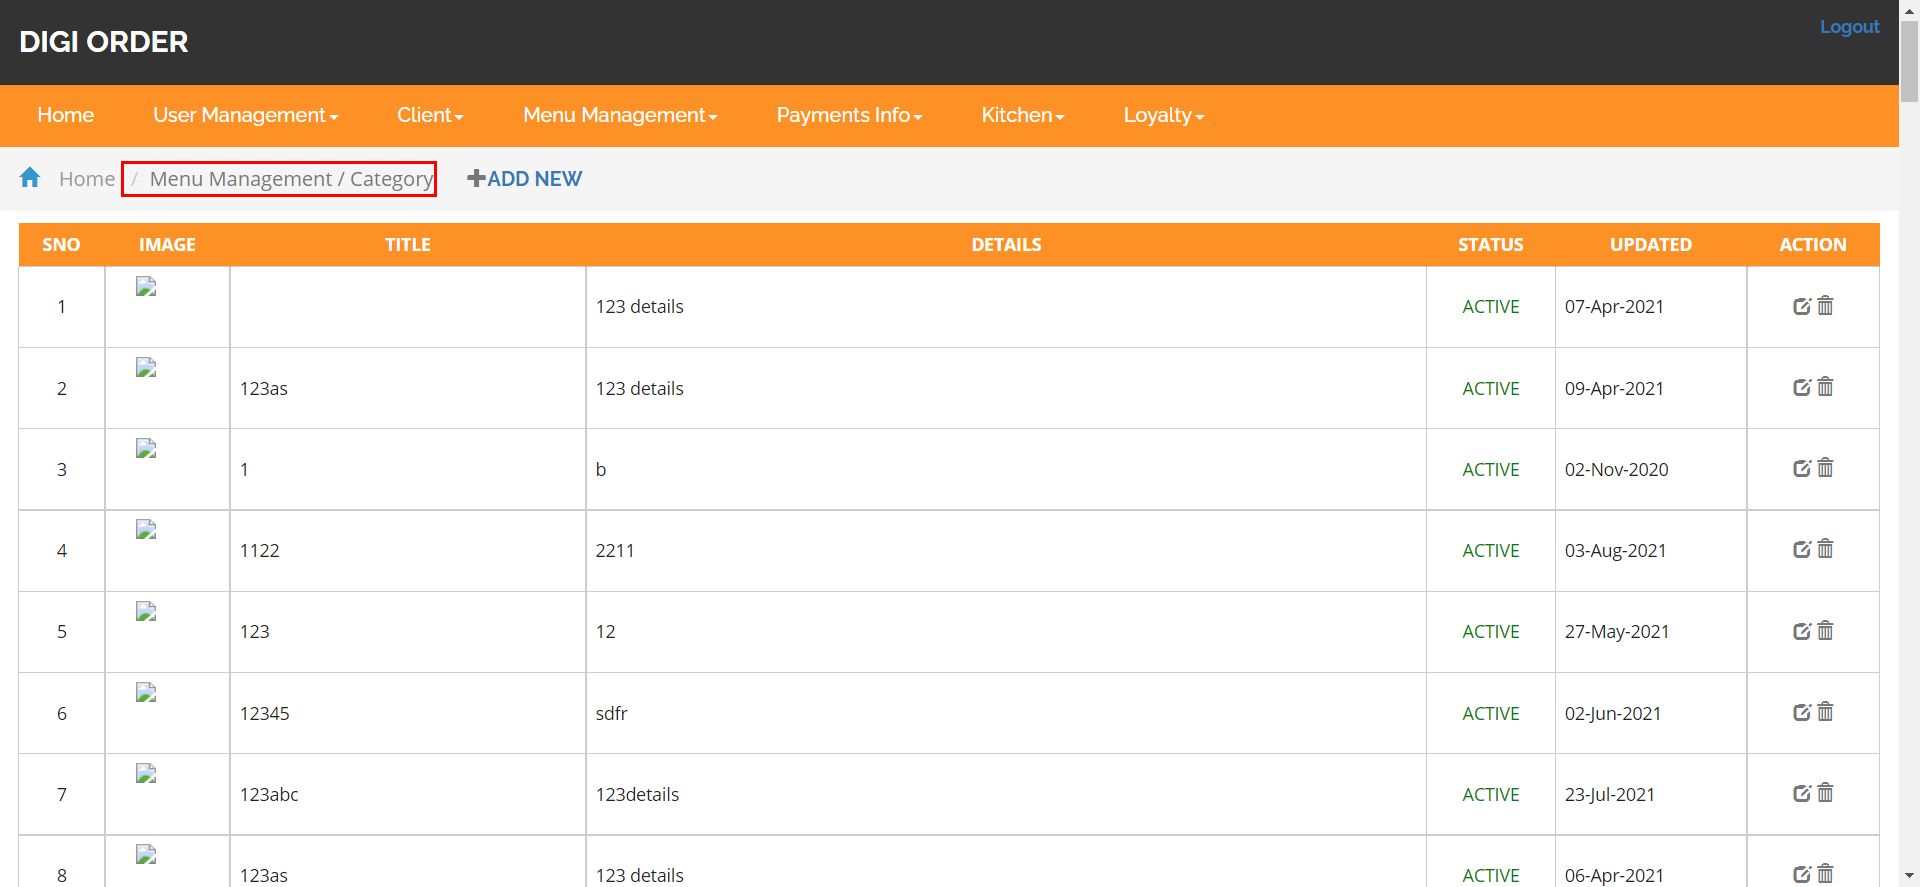 DIGI ORDER
Logout
Home User Management Client Menu Management Payments Info Kitchen Loyalty
Home / Menu Management / Category ADD NEW
SNO IMAGE TITLE DETAILS STATUS UPDATED ACTION
1 123 details ACTIVE 07-Apr-2021
2 123as 123 details ACTIVE 09-Apr-2021
3 1 b ACTIVE 02-Nov-2020
4 1122 2211 ACTIVE 03-Aug-2021
5 123 12 ACTIVE 27-May-2021
6 12345 sdfr ACTIVE 02-Jun-2021
7 123abc 123details ACTIVE 23-Jul-2021
8 123as 123 details ACTIVE 06-Apr-2021